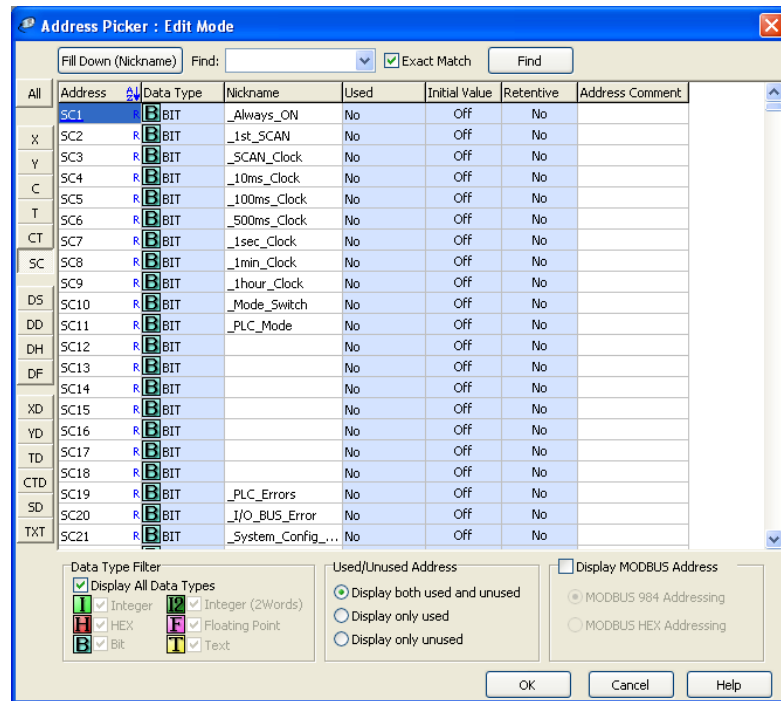 Address Picker : Edit Mode
Fill Down (Nickname) Find: Exact Match Find
All Address Data Type Nickname Used Initial Value Retentive Address Comment
SC1 R B BIT _Always_ON No Off No
X SC2 R B BIT _1st_SCAN No Off No
Y SC3 R B BIT _SCAN_Clock No Off No
C SC4 R B BIT _10ms_Clock No Off No
SC5 R B BIT _100ms_Clock No Off No
T SC6 R B BIT _500ms_Clock No Off No
CT SC7 R B BIT _1sec_Clock No Off No
SC SC8 R B BIT _1min_Clock No Off No
SC9 R B BIT _1hour_Clock No Off No
DS SC10 R B BIT _Mode_Switch No Off No
DD SC11 R B BIT _PLC_Mode No Off No
DH SC12 R B BIT No Off No
DF SC13 R B BIT No Off No
SC14 R B BIT No Off No
XD SC15 R B BIT No Off No
YD SC16 R B BIT No Off No
TD SC17 R B BIT No Off No
CTD SC18 R B BIT No Off No
SC19 R B BIT _PLC_Errors No Off No
SD SC20 R B BIT _I/O_BUS_Error No Off No
TXT SC21 R B BIT _System_Config_... No Off No
Data Type Filter Used/Unused Address Display MODBUS Address
Display All Data Types Display both used and unused MODBUS 984 Addressing
I Integer I2 Integer (2Words) Display only used
H HEX F Floating Point MODBUS HEX Addressing
B Bit T Text Display only unused
OK Cancel Help